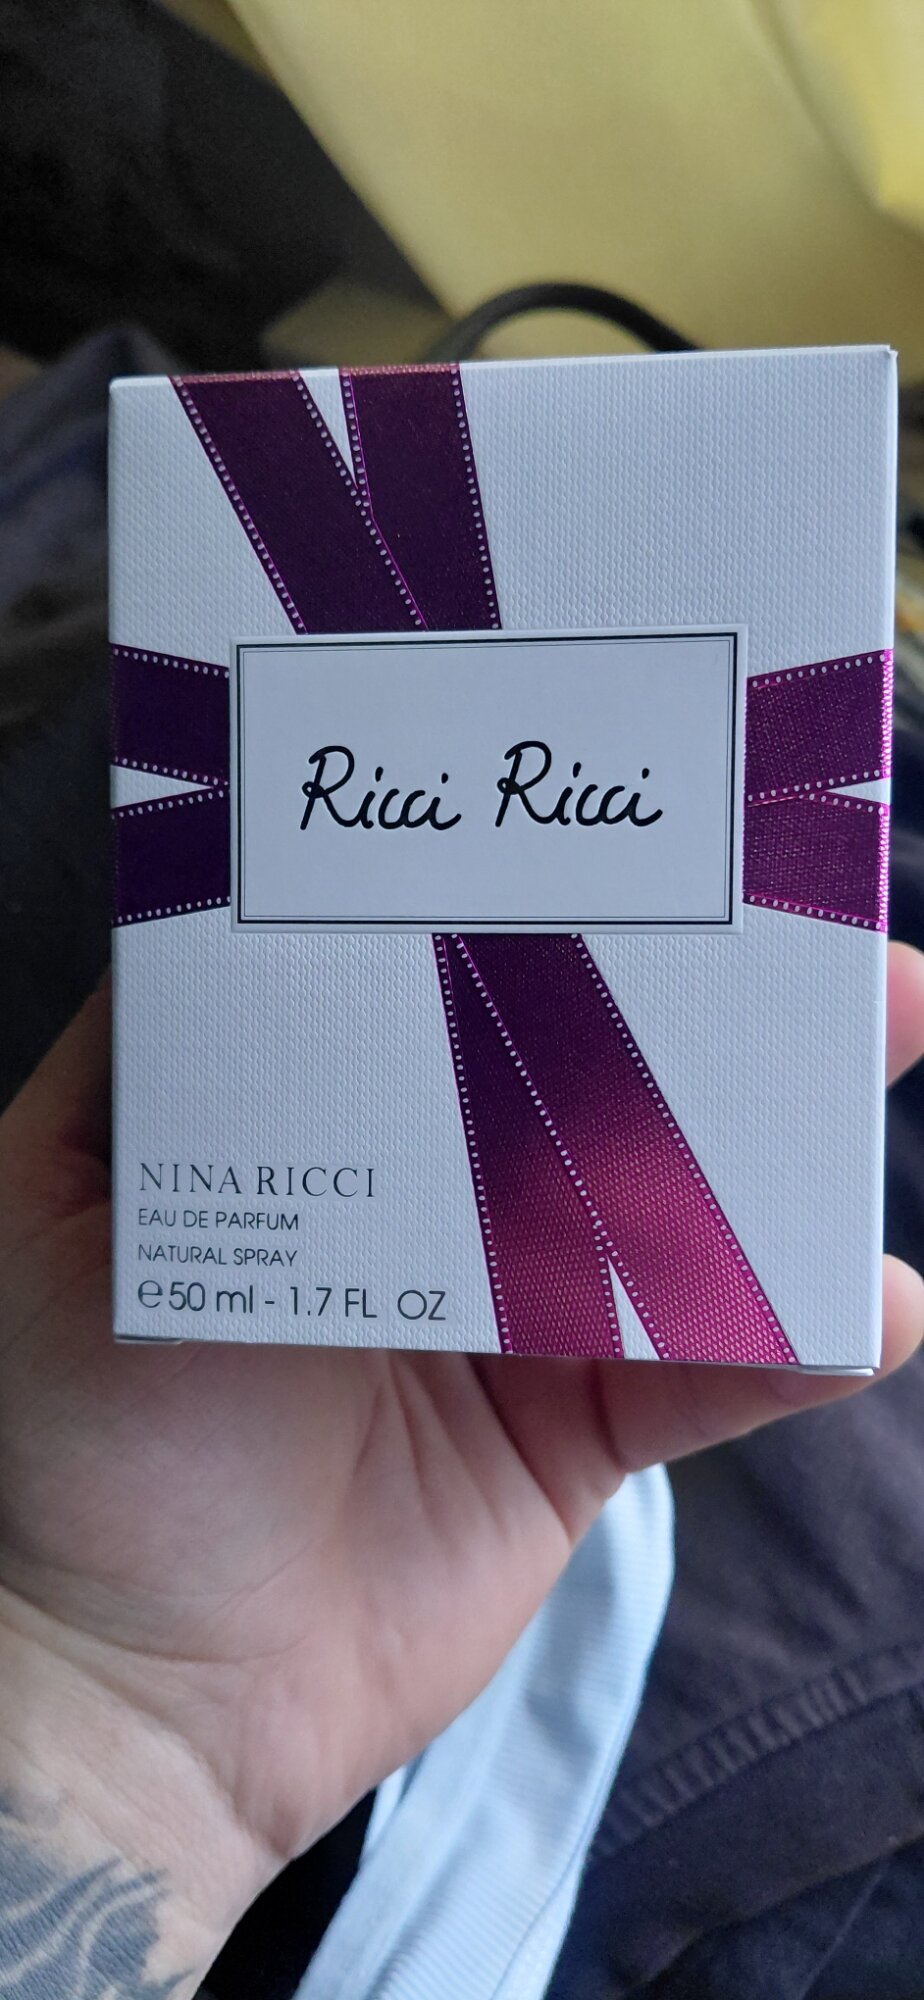 Ricci Ricci
NINA RICCI
EAU DE PARFUM
NATURAL SPRAY
℮50 ml - 1.7 FL OZ